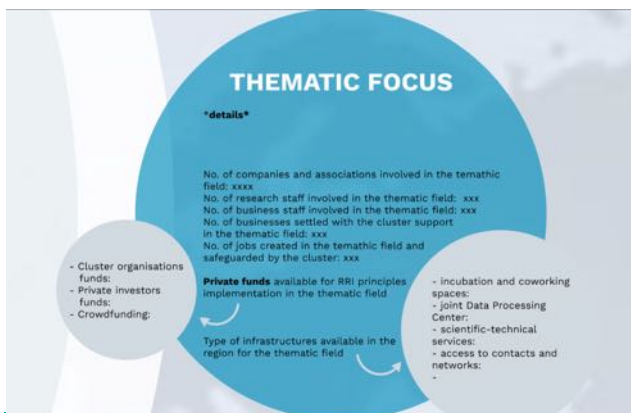 THEMATIC FOCUS
*details*
No. of companies and associations involved in the temathic
field: xxxx
No. of research staff involved in the thematic field:  xxx
No. of business staff involved in the thematic field: xxx
No. of businesses settled with the cluster support
in the thematic field: xxx
No. of jobs created in the temathic field and
safeguarded by the cluster: xxx
Private funds available for RRI principles
implementation in the thematic field
Type of infrastructures available in the
region for the thematic field
- Cluster organisations
funds:
- Private investors
funds:
- Crowdfunding:
- incubation and coworking
spaces:
- joint Data Processing
Center:
- scientific-technical
services:
- access to contacts and
networks:
-